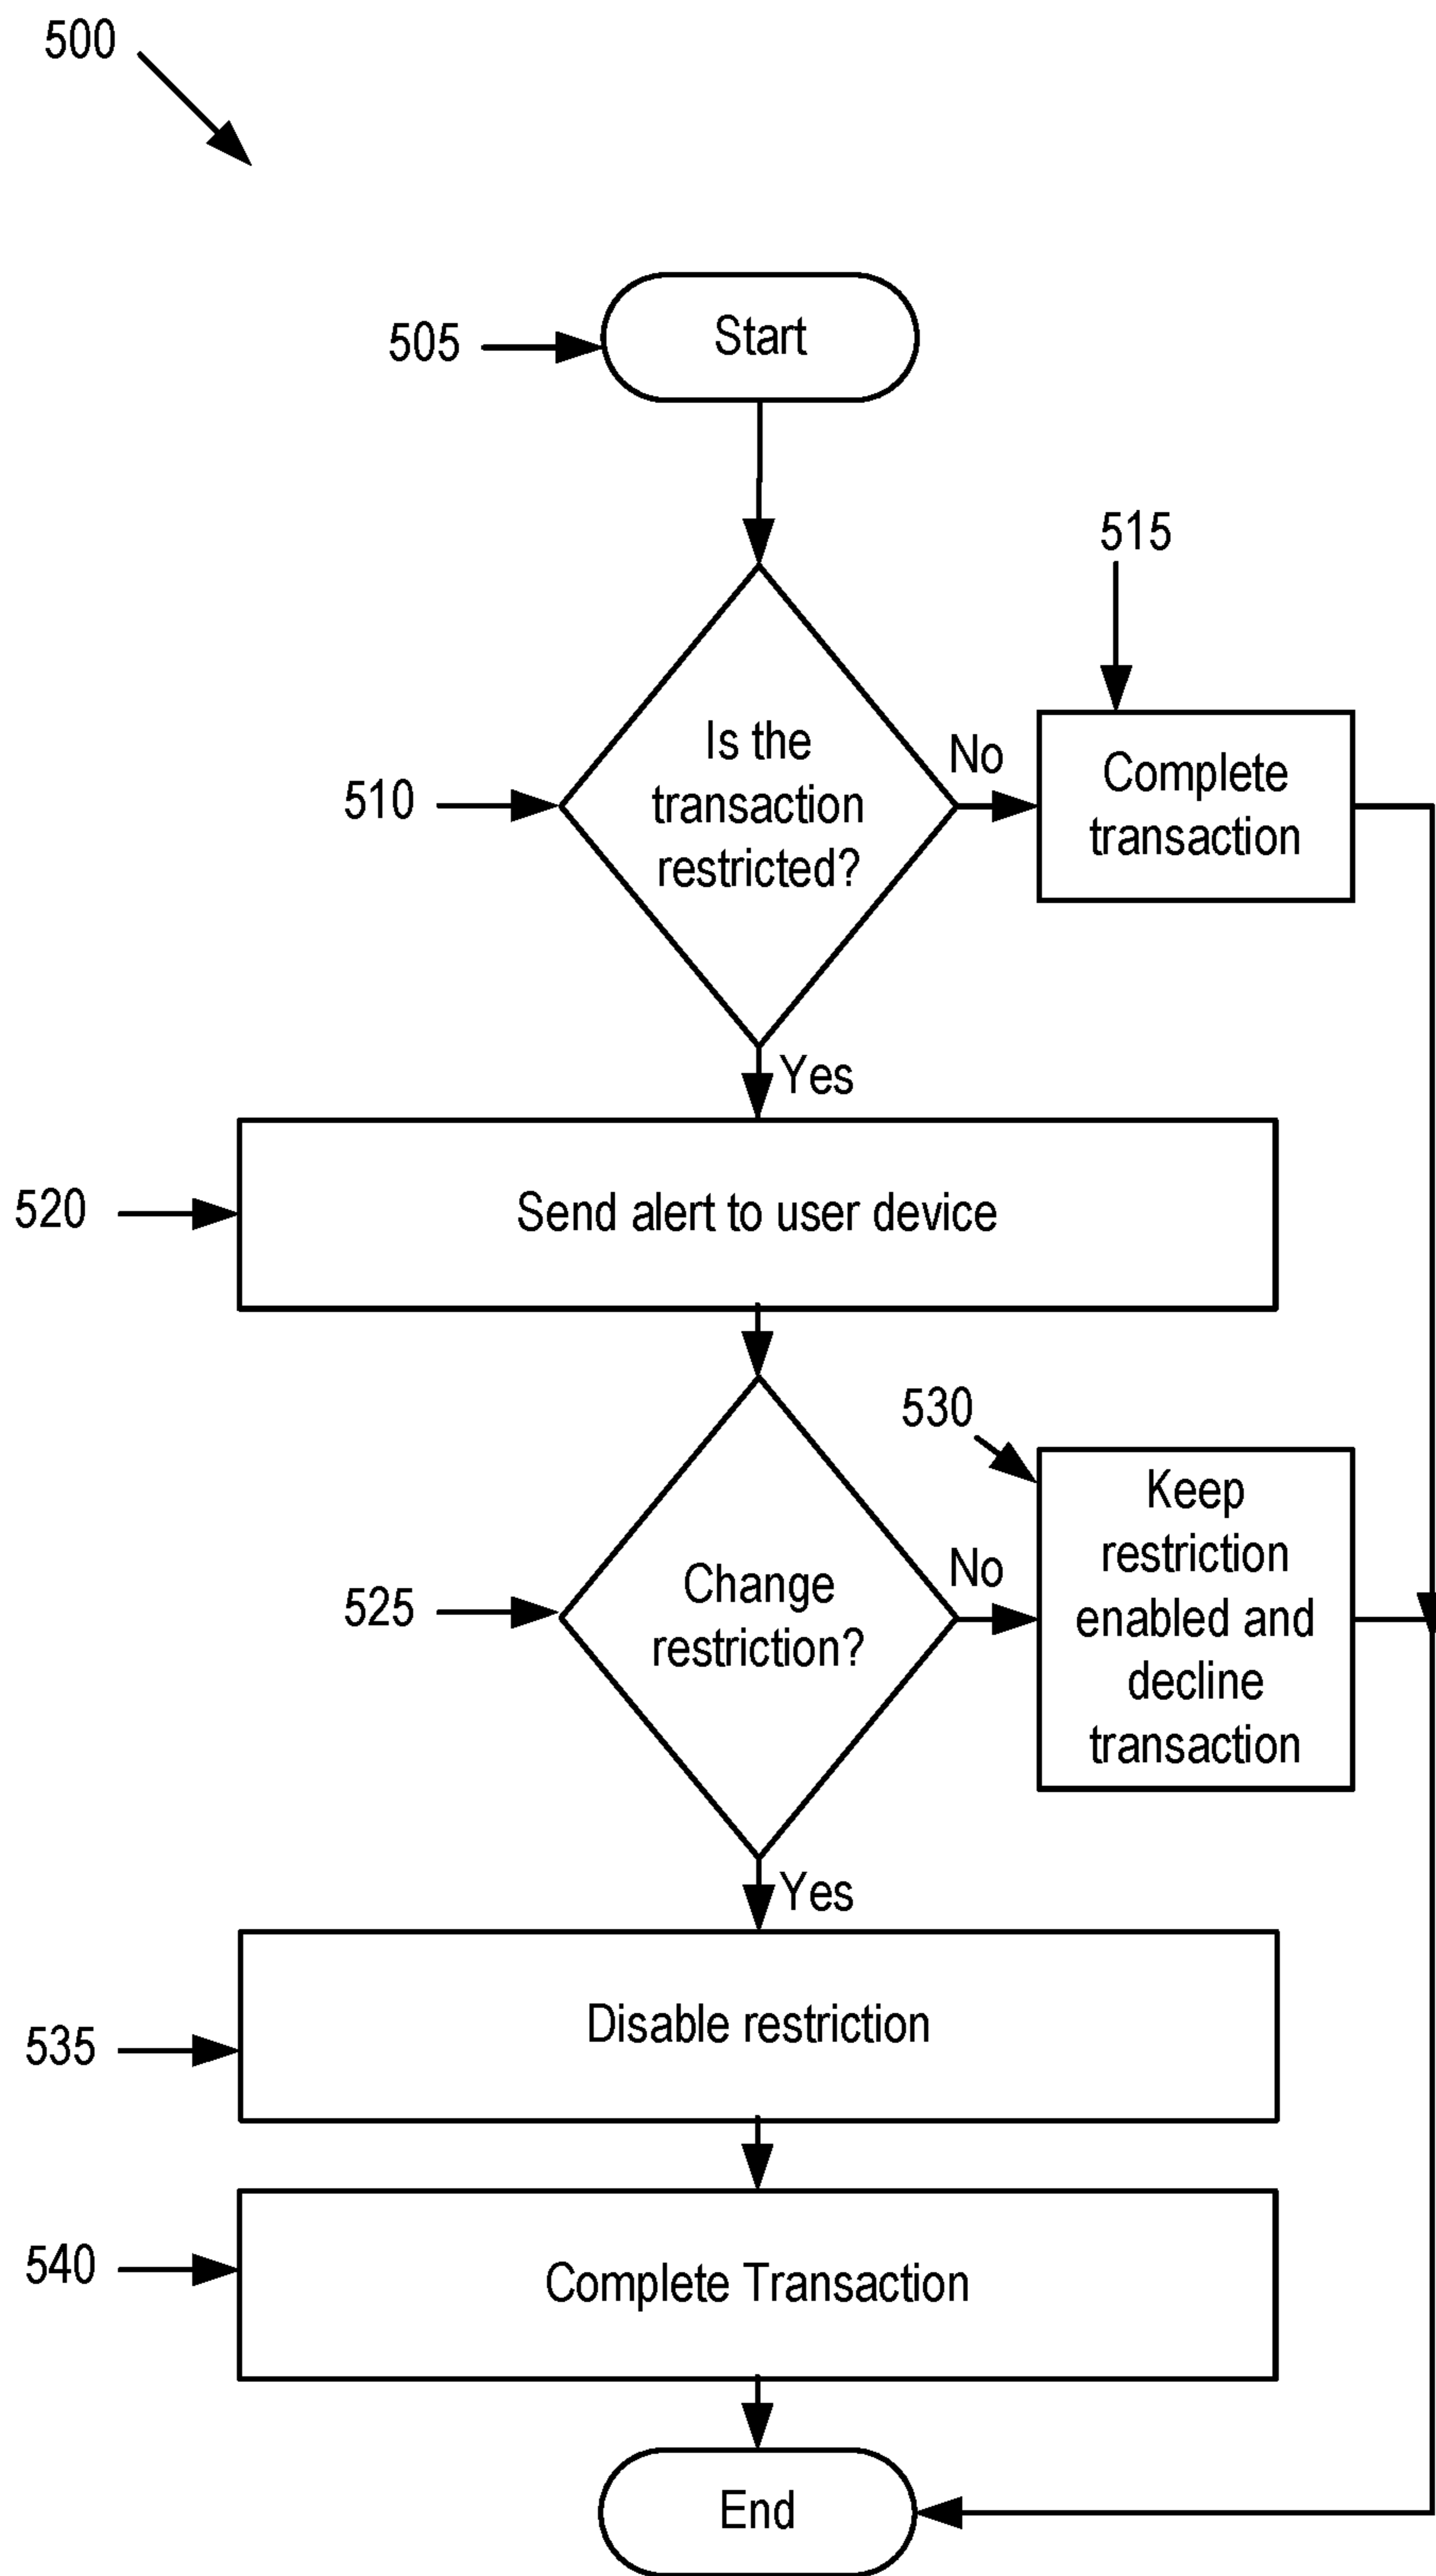 500
505
Start
515
510
Is the
transaction
restricted?
No
Complete
transaction
Yes
520
Send alert to user device
530
525
Change
restriction?
No
Keep
restriction
enabled and
decline
transaction
Yes
535
Disable restriction
540
Complete Transaction
End